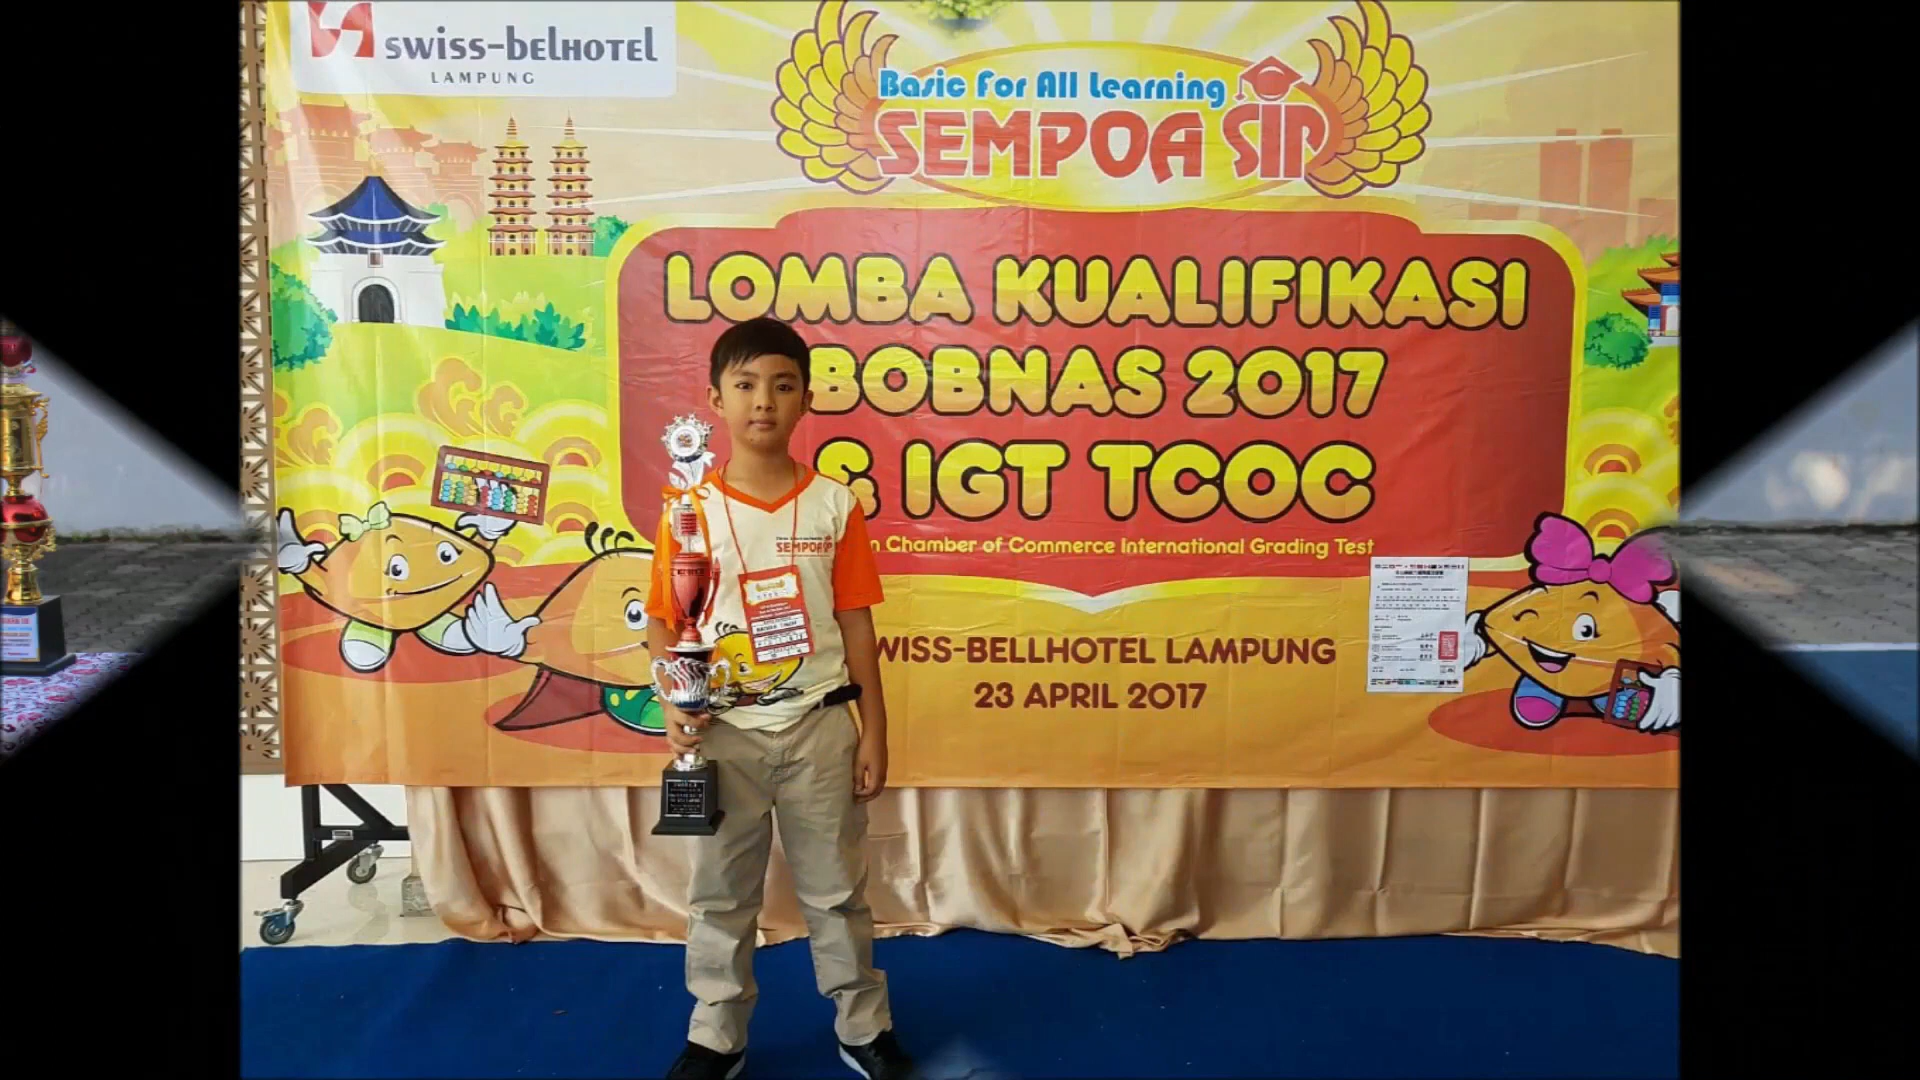 swiss-belHOTEL
LAMPUNG
Basic For All Learning
SEMPOA SIP
LOMBA KUALIFIKASI
BOBNAS 2017
& IGT TCOC
Chamber of Commerce International Grading Test
WISS-BELLHOTEL LAMPUNG
23 APRIL 2017
SEMPOA SIP